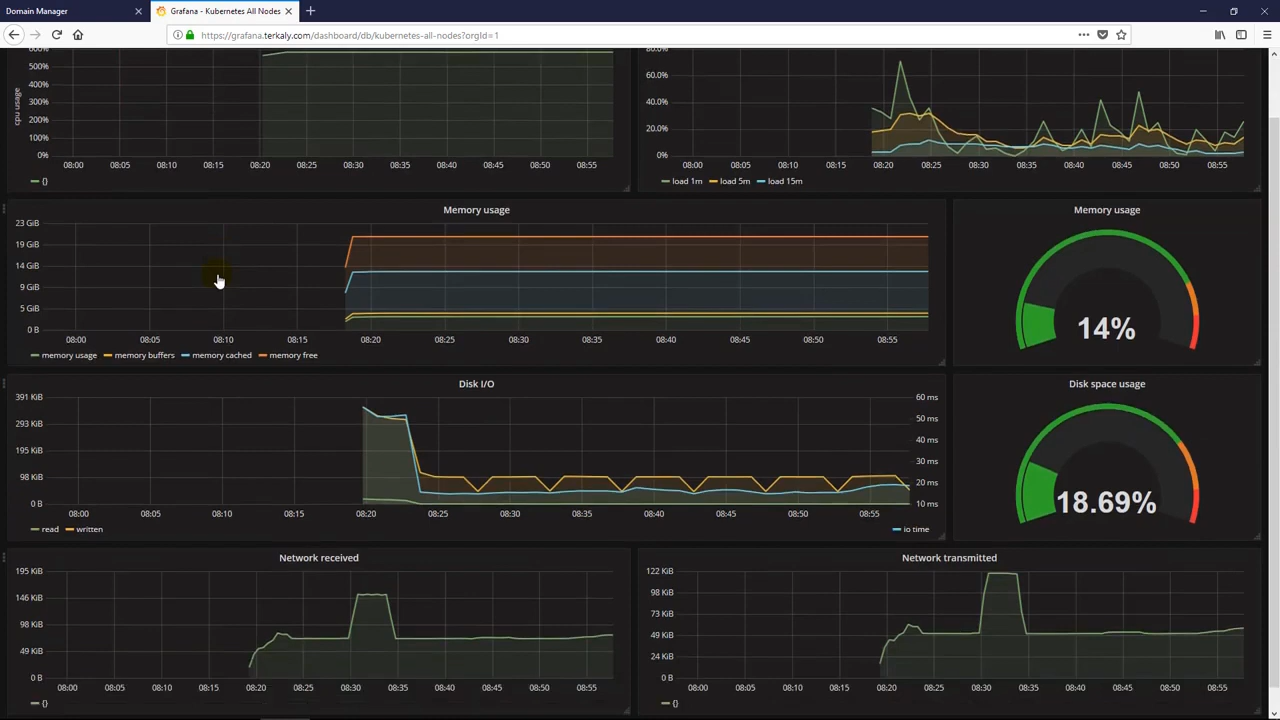 Domain Manager
Grafana - Kubernetes All Nodes
https://grafana.terkaly.com/dashboard/db/kubernetes-all-nodes?orgId=1
600%
500%
400%
300%
200%
100%
0%
cpu usage
08:00 08:05 08:10 08:15 08:20 08:25 08:30 08:35 08:40 08:45 08:50 08:55
{}
80.0%
60.0%
40.0%
20.0%
0%
08:00 08:05 08:10 08:15 08:20 08:25 08:30 08:35 08:40 08:45 08:50 08:55
load 1m load 5m load 15m
Memory usage
23 GiB
19 GiB
14 GiB
9 GiB
5 GiB
0 B
08:00 08:05 08:10 08:15 08:20 08:25 08:30 08:35 08:40 08:45 08:50 08:55
memory usage memory buffers memory cached memory free
Memory usage
14%
Disk I/O
391 KiB
293 KiB
195 KiB
98 KiB
0 B
60 ms
50 ms
40 ms
30 ms
20 ms
10 ms
08:00 08:05 08:10 08:15 08:20 08:25 08:30 08:35 08:40 08:45 08:50 08:55
read written io time
Disk space usage
18.69%
Network received
195 KiB
146 KiB
98 KiB
49 KiB
0 B
08:00 08:05 08:10 08:15 08:20 08:25 08:30 08:35 08:40 08:45 08:50 08:55
{}
Network transmitted
122 KiB
98 KiB
73 KiB
49 KiB
24 KiB
0 B
08:00 08:05 08:10 08:15 08:20 08:25 08:30 08:35 08:40 08:45 08:50 08:55
{}